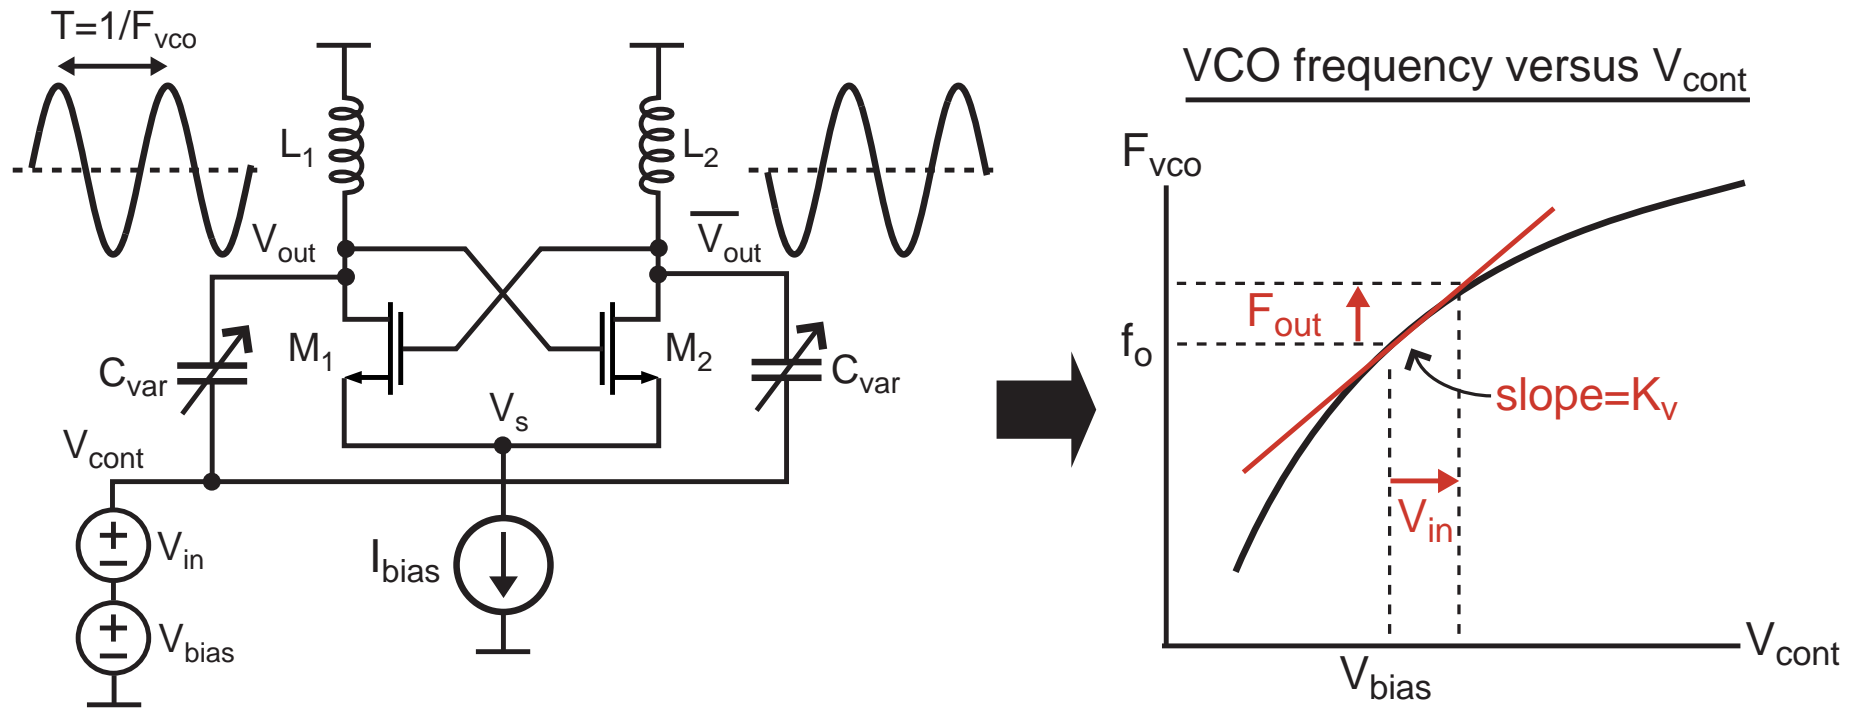 T=1/Fvco
VCO frequency versus Vcont
L1
L2
Fvco
Vout
Vout
Fout
fo
M1
M2
Cvar
Cvar
slope=Kv
Vs
Vcont
Vin
Vin
Ibias
Vbias
Vcont
Vbias